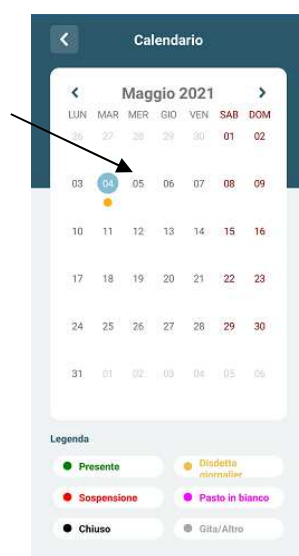 Calendario
Maggio 2021
LUN MAR MER GIO VEN SAB DOM
26 27 28 29 30 01 02
03 04 05 06 07 08 09
10 11 12 13 14 15 16
17 18 19 20 21 22 23
24 25 26 27 28 29 30
31 01 02 03 04 05 06
Legenda
Presente
Disdetta
giornalier
Sospensione
Pasto in bianco
Chiuso
Gita/Altro